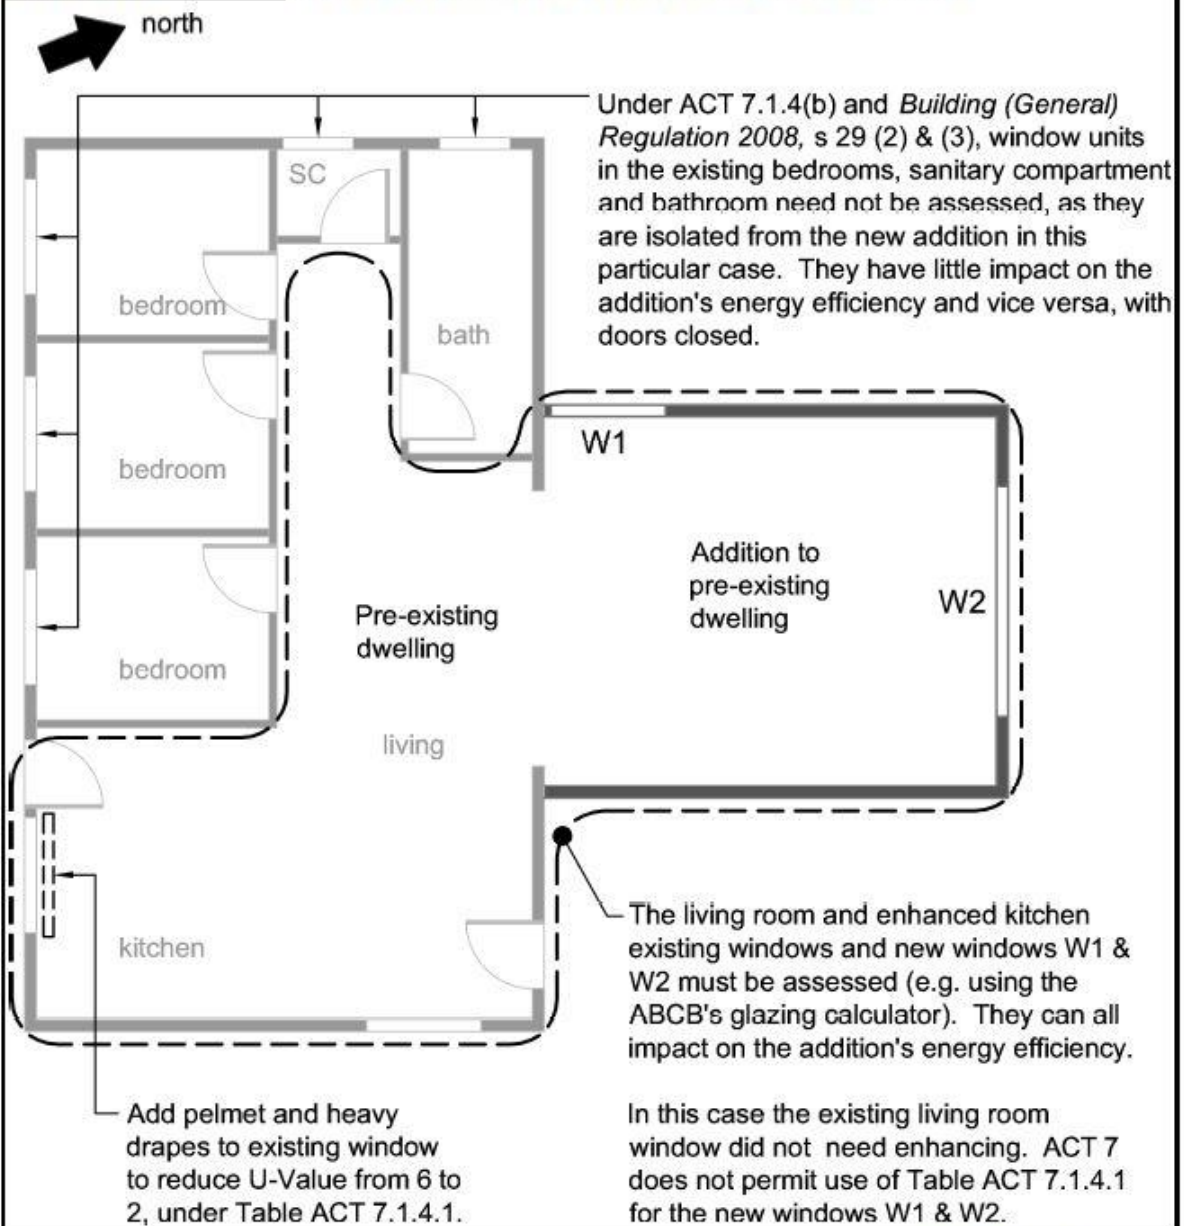 north
Under ACT 7.1.4(b) and Building (General)
Regulation 2008, s 29 (2) & (3), window units
in the existing bedrooms, sanitary compartment
and bathroom need not be assessed, as they
are isolated from the new addition in this
particular case. They have little impact on the
addition's energy efficiency and vice versa, with
doors closed.
SC
bedroom
bath
W1
bedroom
Addition to
pre-existing
dwelling
W2
Pre-existing
dwelling
bedroom
living
kitchen
The living room and enhanced kitchen
existing windows and new windows W1 &
W2 must be assessed (e.g. using the
ABCB's glazing calculator). They can all
impact on the addition's energy efficiency.
Add pelmet and heavy
drapes to existing window
to reduce U-Value from 6 to
2, under Table ACT 7.1.4.1.
In this case the existing living room
window did not need enhancing. ACT 7
does not permit use of Table ACT 7.1.4.1
for the new windows W1 & W2.